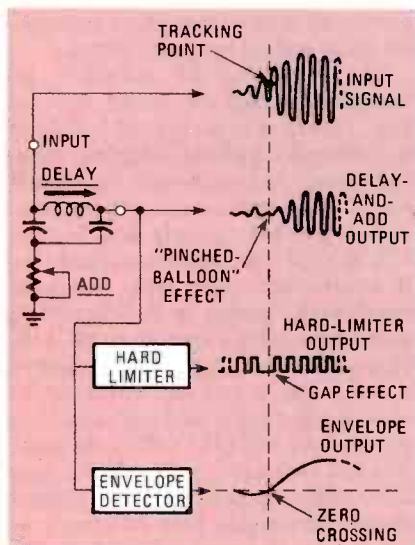 TRACKING
POINT
INPUT
SIGNAL
INPUT
DELAY
DELAY-
AND-
ADD
OUTPUT
"PINCHED-
BALLOON"
EFFECT
ADD
HARD-LIMITER
OUTPUT
HARD
LIMITER
GAP EFFECT
ENVELOPE
OUTPUT
ENVELOPE
DETECTOR
ZERO
CROSSING